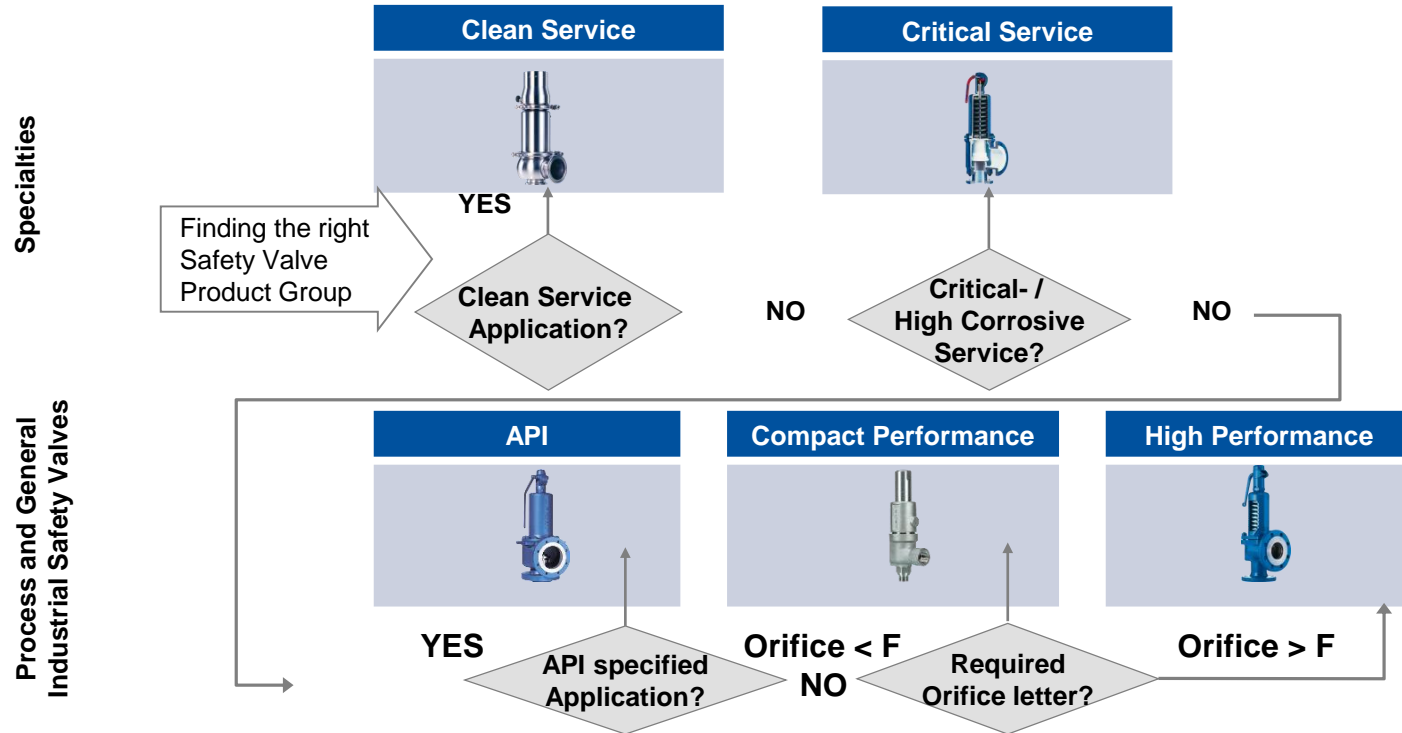 Clean Service
Critical Service
Specialties
YES
Finding the right
Safety Valve
Product Group
Clean Service
Application?
NO
Critical- /
High Corrosive
Service?
NO
Process and General
Industrial Safety Valves
API
Compact Performance
High Performance
YES
API specified
Application?
Orifice < F
NO
Required
Orifice letter?
Orifice > F